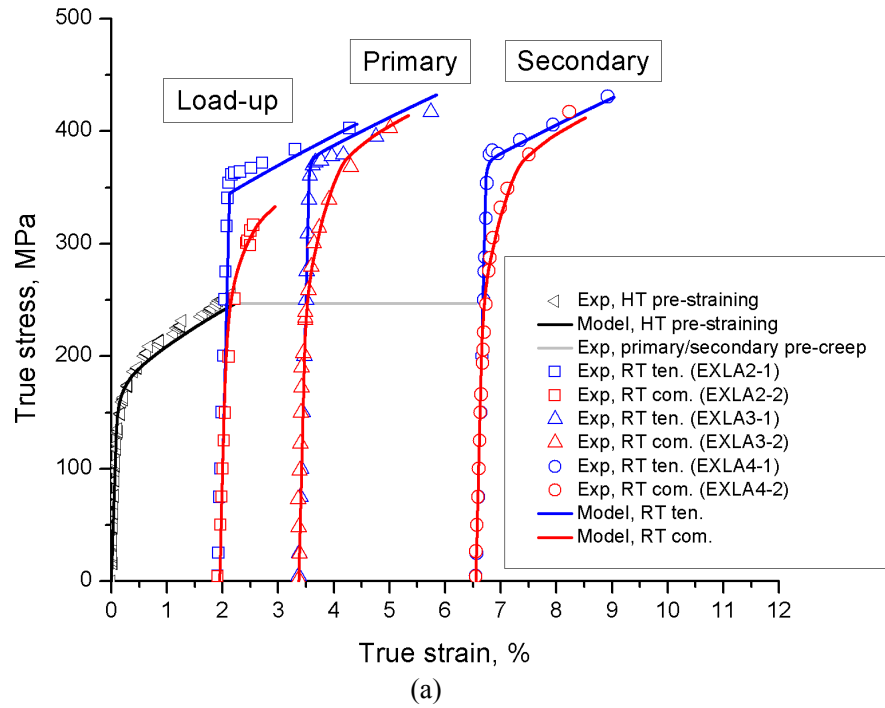 500
400
300
200
100
0
True stress, MPa
Load-up
Primary
Secondary
Exp, HT pre-straining
Model, HT pre-straining
Exp, primary/secondary pre-creep
Exp, RT ten. (EXLA2-1)
Exp, RT com. (EXLA2-2)
Exp, RT ten. (EXLA3-1)
Exp, RT com. (EXLA3-2)
Exp, RT ten. (EXLA4-1)
Exp, RT com. (EXLA4-2)
Model, RT ten.
Model, RT com.
0 1 2 3 4 5 6 7 8 9 10 11 12
True strain, %
(a)